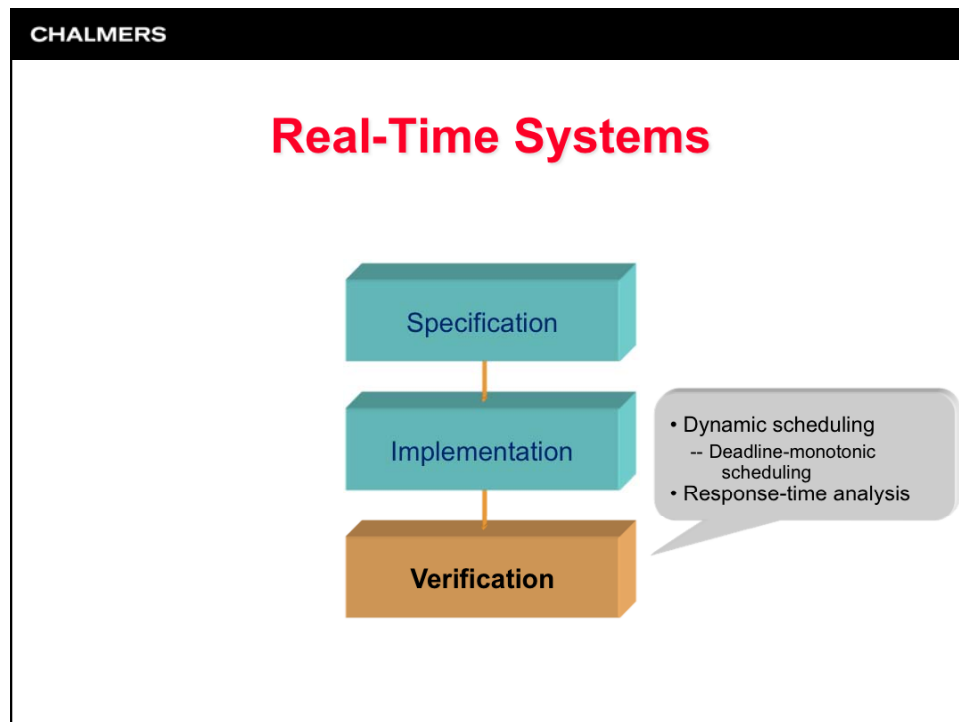 CHALMERS
Real-Time Systems
Specification
Implementation
• Dynamic scheduling
-- Deadline-monotonic
scheduling
• Response-time analysis
Verification